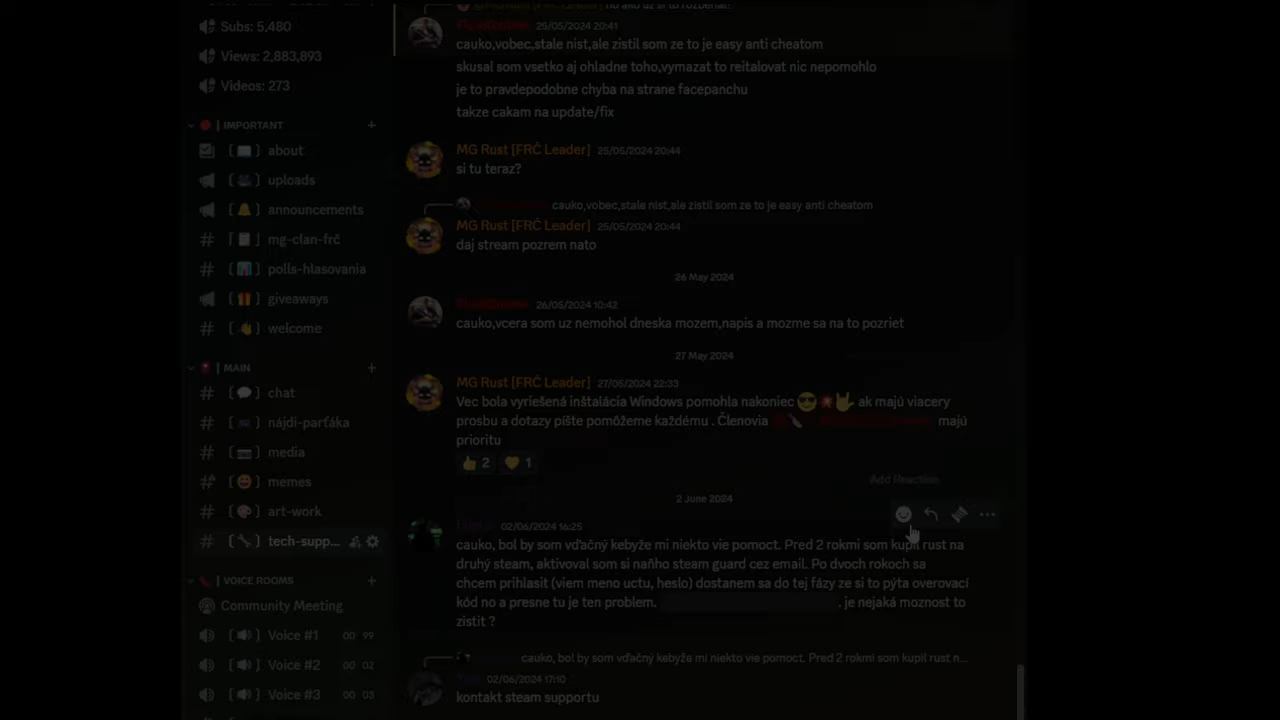 Subs: 5,480
Views: 2,883,893
Videos: 273
| IMPORTANT +
about
uploads
announcements
mg-clan-frč
polls-hlasovania
giveaways
welcome
| MAIN +
chat
nájdi-parťáka
media
memes
art-work
tech-supp...
| VOICE ROOMS +
Community Meeting
Voice #1 00 99
Voice #2 00 02
Voice #3 00 03
25/05/2024 20:41
cauko,vobec,stale nist,ale zistil som ze to je easy anti cheatom
skusal som vsetko aj ohladne toho,vymazat to reitalovat nic nepomohlo
je to pravdepodobne chyba na strane facepanchu
takze cakam na update/fix
MG Rust [FRČ Leader] 25/05/2024 20:44
si tu teraz?
cauko,vobec,stale nist,ale zistil som ze to je easy anti cheatom
MG Rust [FRČ Leader] 25/05/2024 20:44
daj stream pozrem nato
26 May 2024
26/05/2024 10:42
cauko,vcera som uz nemohol dneska mozem,napis a mozme sa na to pozriet
27 May 2024
MG Rust [FRČ Leader] 27/05/2024 22:33
Vec bola vyriešená inštalácia Windows pomohla nakoniec 😎 💥 🤘 ak majú viacery
prosbu a dotazy píšte pomôžeme každému . Členovia majú
prioritu
👍 2 💛 1
Add Reaction
2 June 2024
02/06/2024 16:25
cauko, bol by som vďačný kebyže mi niekto vie pomoct. Pred 2 rokmi som kupil rust na
druhý steam, aktivoval som si naňho steam guard cez email. Po dvoch rokoch sa
chcem prihlasit (viem meno uctu, heslo) dostanem sa do tej fázy ze si to pýta overovací
kód no a presne tu je ten problem. , je nejaká moznost to
zistit ?
cauko, bol by som vďačný kebyže mi niekto vie pomoct. Pred 2 rokmi som kupil rust n...
02/06/2024 17:10
kontakt steam supportu